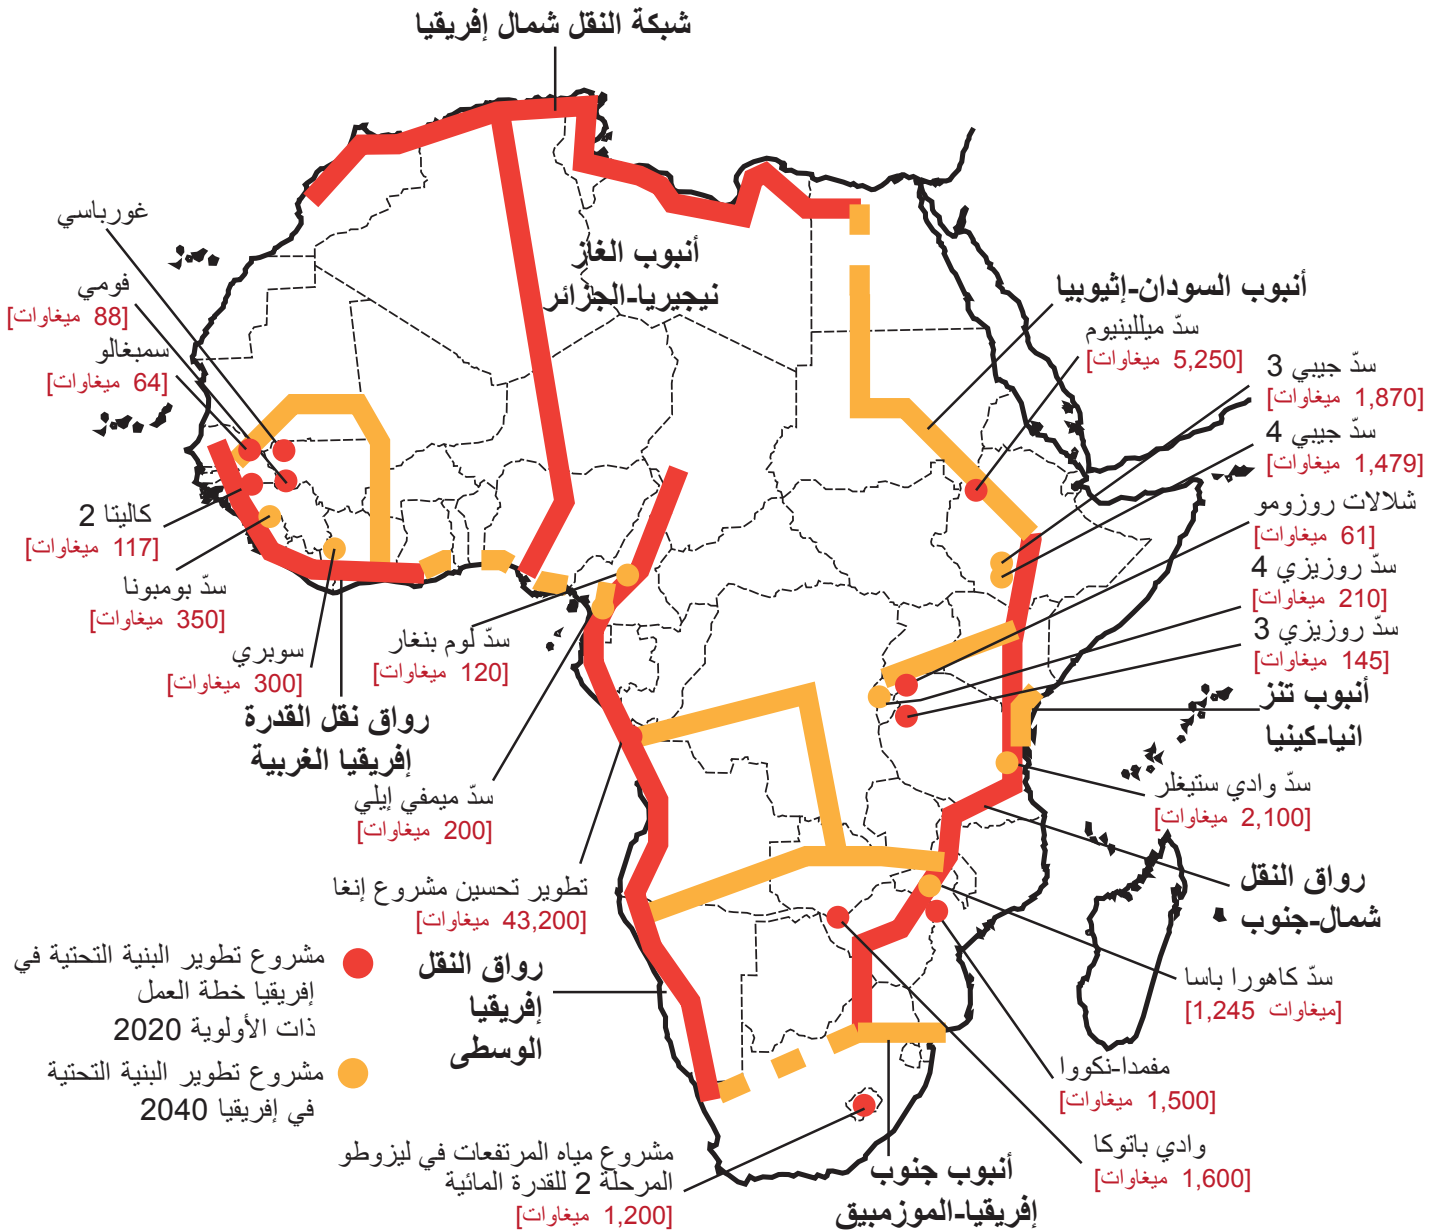 شبكة النقل شمال إفريقيا
غورباسي
فومي
[88 ميغاوات]
سمبغالو
[64 ميغاوات]
أنبوب الغاز
نيجيريا-الجزائر
أنبوب السودان-إثيوبيا
سدّ ميللينيوم
[5,250 ميغاوات]
سدّ جيبي 3
[1,870 ميغاوات]
سدّ جيبي 4
[1,479 ميغاوات]
شلالات روزومو
[61 ميغاوات]
سدّ روزيزي 4
[210 ميغاوات]
سدّ روزيزي 3
[145 ميغاوات]
أنبوب تنز
انيا-كينيا
سدّ وادي ستيغلر
[2,100 ميغاوات]
رواق النقل
شمال-جنوب
سدّ كاهورا باسا
[1,245 ميغاوات]
مفمدا-نكووا
[1,500 ميغاوات]
وادي باتوكا
[1,600 ميغاوات]
أنبوب جنوب
إفريقيا-الموزمبيق
كاليتا 2
[117 ميغاوات]
سدّ بومبونا
[350 ميغاوات]
سوبري
[300 ميغاوات]
رواق نقل القدرة
إفريقيا الغربية
سدّ لوم بنغار
[120 ميغاوات]
سدّ ميمفي إيلي
[200 ميغاوات]
تطوير تحسين مشروع إنغا
[43,200 ميغاوات]
رواق النقل
إفريقيا
الوسطى
مشروع تطوير البنية التحتية في
إفريقيا خطة العمل
ذات الأولوية 2020
مشروع تطوير البنية التحتية
في إفريقيا 2040
مشروع مياه المرتفعات في ليزوطو
المرحلة 2 للقدرة المائية
[1,200 ميغاوات]